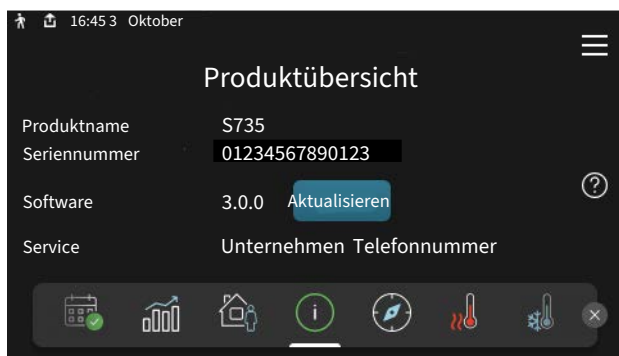 16:45 3 Oktober
Produktübersicht
Produktname S735
Seriennummer 01234567890123
Software 3.0.0 Aktualisieren
Service Unternehmen Telefonnummer